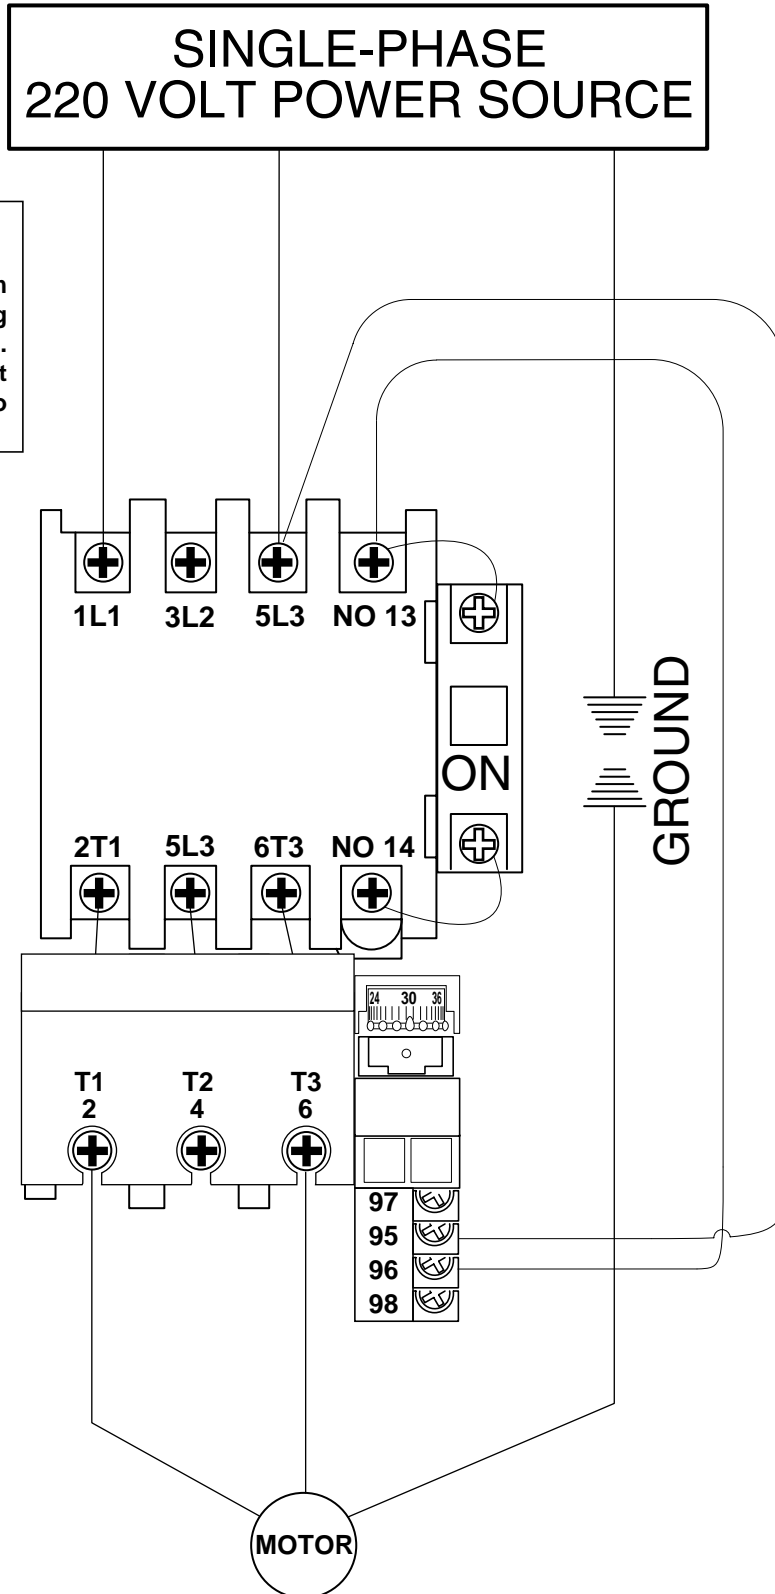 SINGLE-PHASE
220 VOLT POWER SOURCE
1L1 3L2 5L3 NO 13
ON
GROUND
2T1 5L3 6T3 NO 14
24 30 36
T1 T2 T3
2 4 6
97
95
96
98
MOTOR